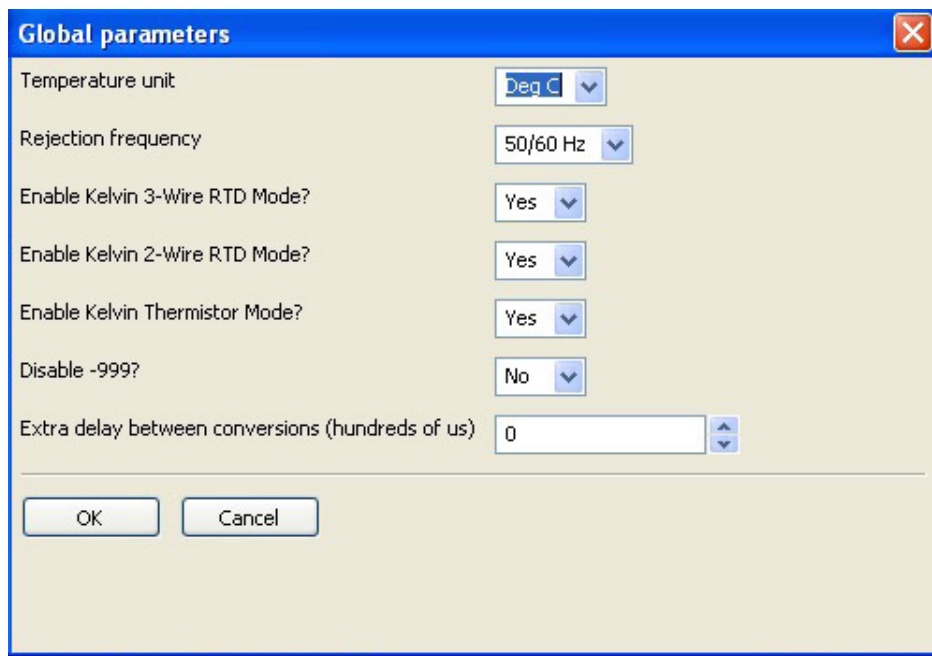 Global parameters
Temperature unit Deg C
Rejection frequency 50/60 Hz
Enable Kelvin 3-Wire RTD Mode? Yes
Enable Kelvin 2-Wire RTD Mode? Yes
Enable Kelvin Thermistor Mode? Yes
Disable -999? No
Extra delay between conversions (hundreds of us) 0
OK Cancel